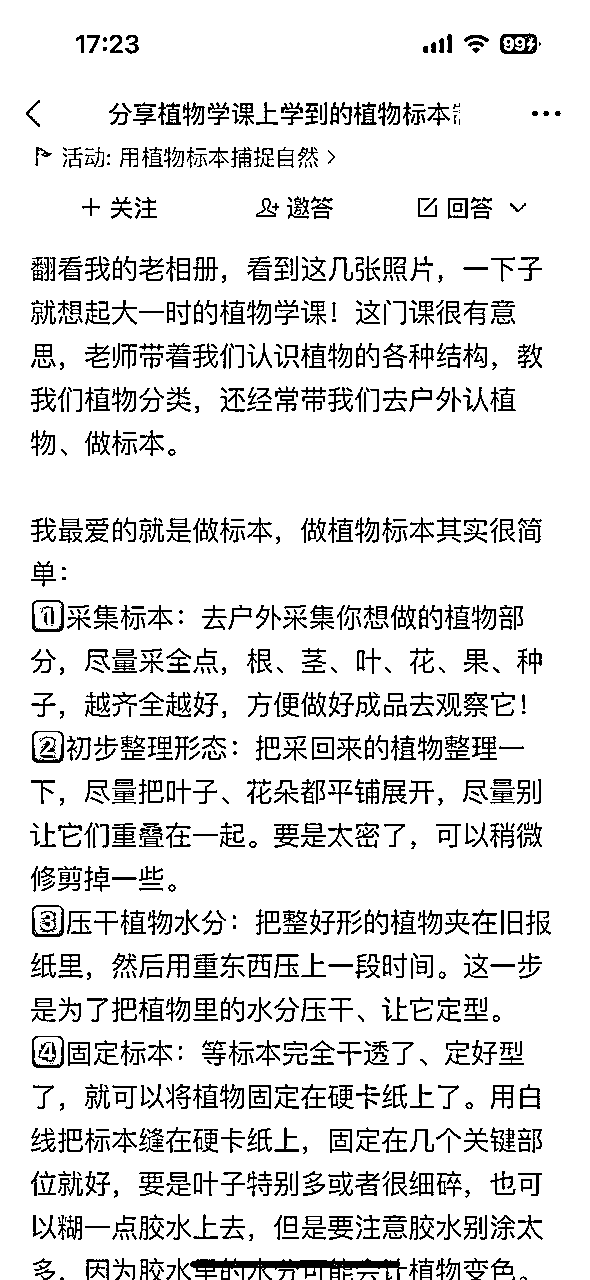 17:23
99
分享植物学课上学到的植物标本
活动: 用植物标本捕捉自然 >
+ 关注 邀答 回答
翻看我的老相册，看到这几张照片，一下子
就想起大一时的植物学课！这门课很有意
思，老师带着我们认识植物的各种结构，教
我们植物分类，还经常带我们去户外认植
物、做标本。
我最爱的就是做标本，做植物标本其实很简
单：
1采集标本：去户外采集你想做的植物部
分，尽量采全点，根、茎、叶、花、果、种
子，越齐全越好，方便做好成品去观察它！
2初步整理形态：把采回来的植物整理一
下，尽量把叶子、花朵都平铺展开，尽量别
让它们重叠在一起。要是太密了，可以稍微
修剪掉一些。
3压干植物水分：把整好形的植物夹在旧报
纸里，然后用重东西压上一段时间。这一步
是为了把植物里的水分压干、让它定型。
4固定标本：等标本完全干透了、定好型
了，就可以将植物固定在硬卡纸上了。用白
线把标本缝在硬卡纸上，固定在几个关键部
位就好，要是叶子特别多或者很细碎，也可
以糊一点胶水上去，但是要注意胶水别涂太
多，因为胶水里的水分可能会让植物变色。